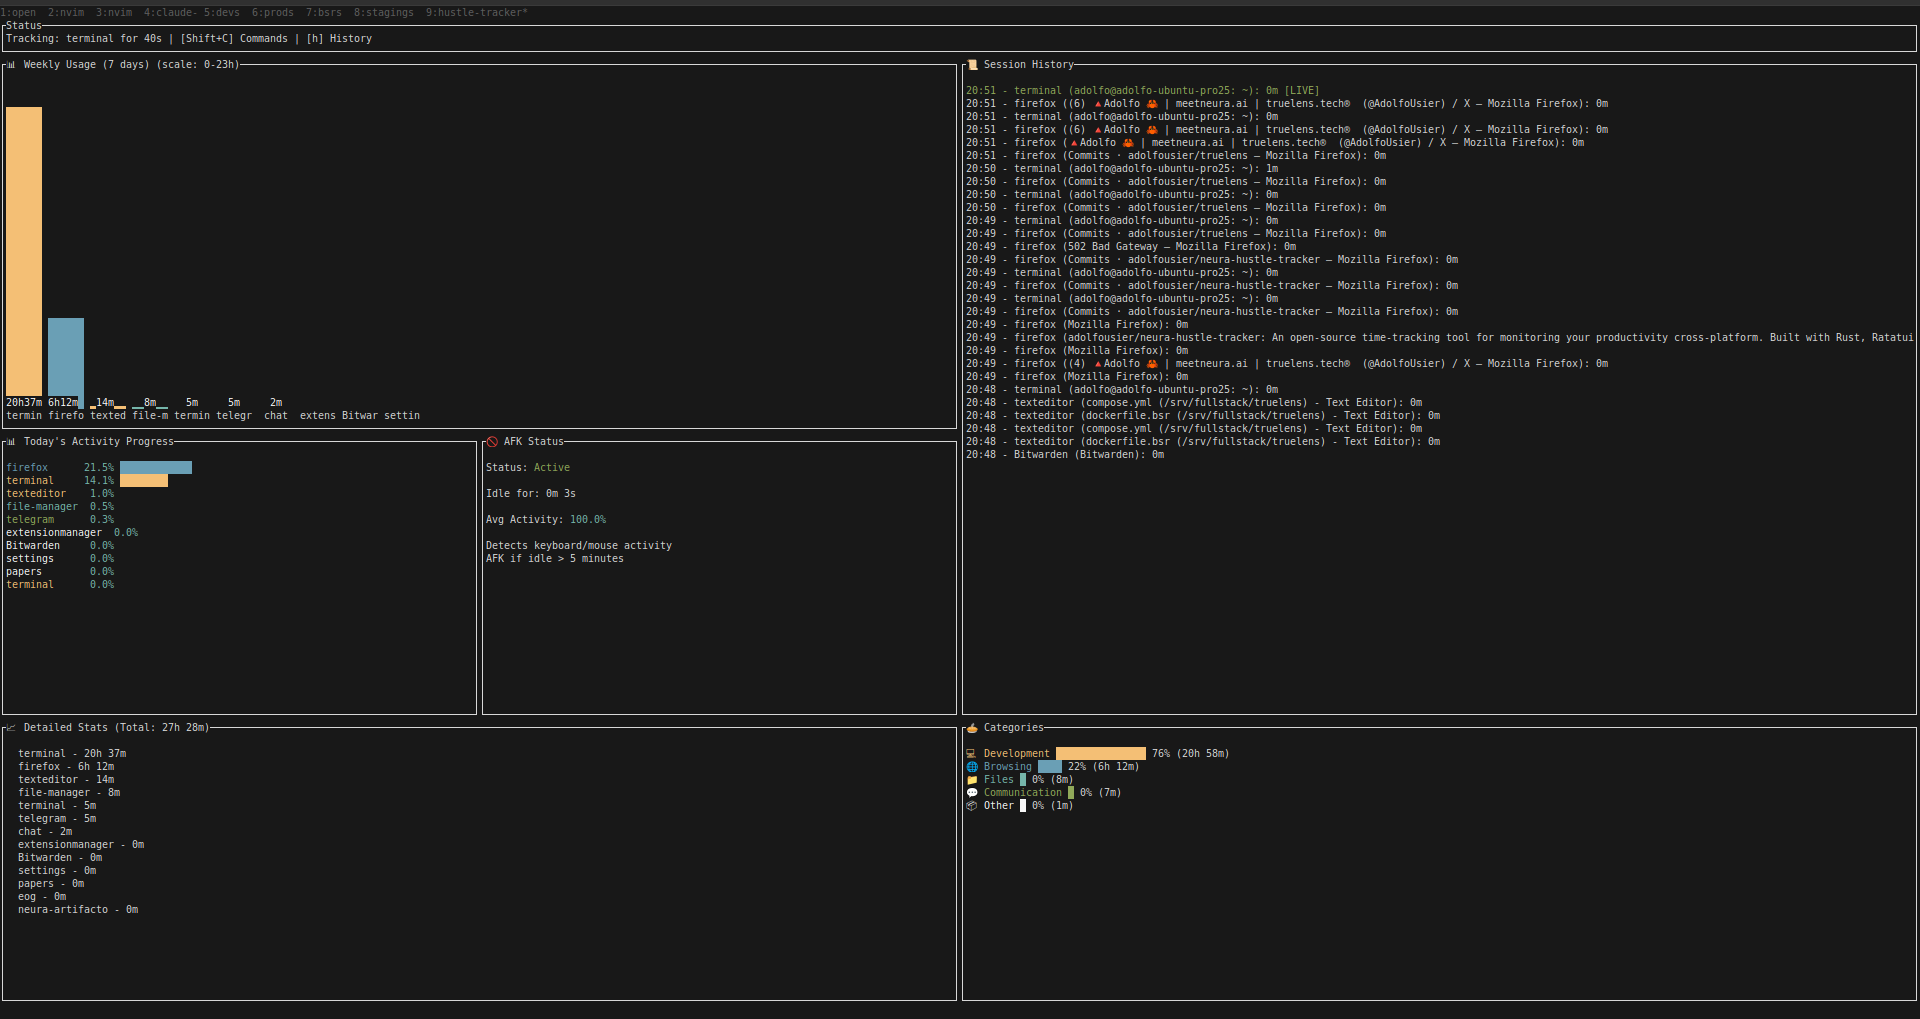 1:open  2:nvim  3:nvim  4:claude- 5:devs  6:prods  7:bsrs  8:stagings  9:hustle-tracker*
Status
Tracking: terminal for 40s | [Shift+C] Commands | [h] History
📊 Weekly Usage (7 days) (scale: 0-23h)
20h37m 6h12m 14m 8m 5m 5m 2m
termin firefo texted file-m termin telegr chat extens Bitwar settin
📜 Session History
20:51 - terminal (adolfo@adolfo-ubuntu-pro25: ~): 0m [LIVE]
20:51 - firefox ((6) 🔺Adolfo 🦀 | meetneura.ai | truelens.tech® (@AdolfoUsier) / X — Mozilla Firefox): 0m
20:51 - terminal (adolfo@adolfo-ubuntu-pro25: ~): 0m
20:51 - firefox ((6) 🔺Adolfo 🦀 | meetneura.ai | truelens.tech® (@AdolfoUsier) / X — Mozilla Firefox): 0m
20:51 - firefox (🔺Adolfo 🦀 | meetneura.ai | truelens.tech® (@AdolfoUsier) / X — Mozilla Firefox): 0m
20:51 - firefox (Commits · adolfousier/truelens — Mozilla Firefox): 0m
20:50 - terminal (adolfo@adolfo-ubuntu-pro25: ~): 1m
20:50 - firefox (Commits · adolfousier/truelens — Mozilla Firefox): 0m
20:50 - terminal (adolfo@adolfo-ubuntu-pro25: ~): 0m
20:50 - firefox (Commits · adolfousier/truelens — Mozilla Firefox): 0m
20:49 - terminal (adolfo@adolfo-ubuntu-pro25: ~): 0m
20:49 - firefox (Commits · adolfousier/truelens — Mozilla Firefox): 0m
20:49 - firefox (502 Bad Gateway — Mozilla Firefox): 0m
20:49 - firefox (Commits · adolfousier/neura-hustle-tracker — Mozilla Firefox): 0m
20:49 - terminal (adolfo@adolfo-ubuntu-pro25: ~): 0m
20:49 - firefox (Commits · adolfousier/neura-hustle-tracker — Mozilla Firefox): 0m
20:49 - terminal (adolfo@adolfo-ubuntu-pro25: ~): 0m
20:49 - firefox (Commits · adolfousier/neura-hustle-tracker — Mozilla Firefox): 0m
20:49 - firefox (Mozilla Firefox): 0m
20:49 - firefox (adolfousier/neura-hustle-tracker: An open-source time-tracking tool for monitoring your productivity cross-platform. Built with Rust, Ratatui
20:49 - firefox (Mozilla Firefox): 0m
20:49 - firefox ((4) 🔺Adolfo 🦀 | meetneura.ai | truelens.tech® (@AdolfoUsier) / X — Mozilla Firefox): 0m
20:49 - firefox (Mozilla Firefox): 0m
20:48 - terminal (adolfo@adolfo-ubuntu-pro25: ~): 0m
20:48 - texteditor (compose.yml (/srv/fullstack/truelens) - Text Editor): 0m
20:48 - texteditor (dockerfile.bsr (/srv/fullstack/truelens) - Text Editor): 0m
20:48 - texteditor (compose.yml (/srv/fullstack/truelens) - Text Editor): 0m
20:48 - texteditor (dockerfile.bsr (/srv/fullstack/truelens) - Text Editor): 0m
20:48 - Bitwarden (Bitwarden): 0m
📊 Today's Activity Progress
firefox 21.5%
terminal 14.1%
texteditor 1.0%
file-manager 0.5%
telegram 0.3%
extensionmanager 0.0%
Bitwarden 0.0%
settings 0.0%
papers 0.0%
terminal 0.0%
🚫 AFK Status
Status: Active
Idle for: 0m 3s
Avg Activity: 100.0%
Detects keyboard/mouse activity
AFK if idle > 5 minutes
📈 Detailed Stats (Total: 27h 28m)
terminal - 20h 37m
firefox - 6h 12m
texteditor - 14m
file-manager - 8m
terminal - 5m
telegram - 5m
chat - 2m
extensionmanager - 0m
Bitwarden - 0m
settings - 0m
papers - 0m
eog - 0m
neura-artifacto - 0m
🥧 Categories
💻 Development 76% (20h 58m)
🌐 Browsing 22% (6h 12m)
📁 Files 0% (8m)
💬 Communication 0% (7m)
📦 Other 0% (1m)